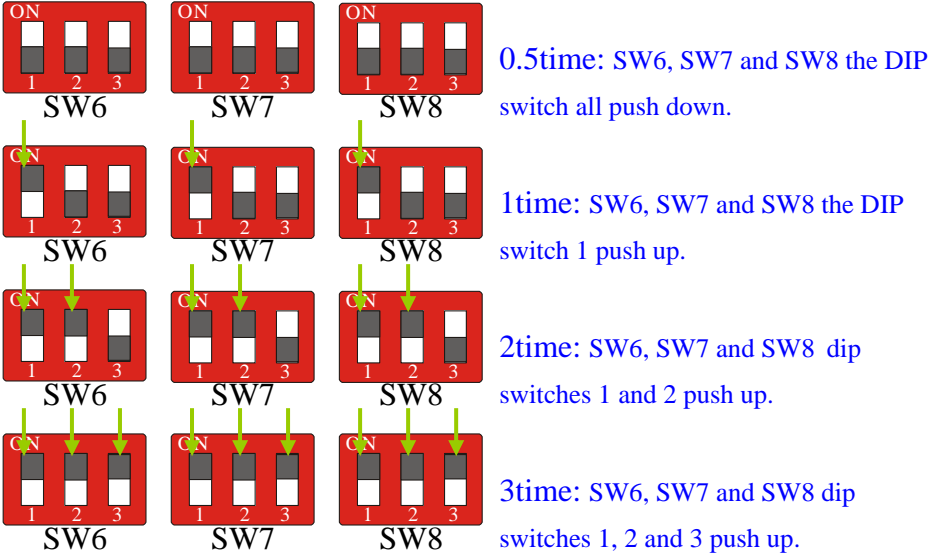 ON ON ON
1 2 3 1 2 3 1 2 3
SW6 SW7 SW8
0.5time: SW6, SW7 and SW8 the DIP
switch all push down.
ON ON ON
1 2 3 1 2 3 1 2 3
SW6 SW7 SW8
1time: SW6, SW7 and SW8 the DIP
switch 1 push up.
ON ON ON
1 2 3 1 2 3 1 2 3
SW6 SW7 SW8
2time: SW6, SW7 and SW8 dip
switches 1 and 2 push up.
ON ON ON
1 2 3 1 2 3 1 2 3
SW6 SW7 SW8
3time: SW6, SW7 and SW8 dip
switches 1, 2 and 3 push up.